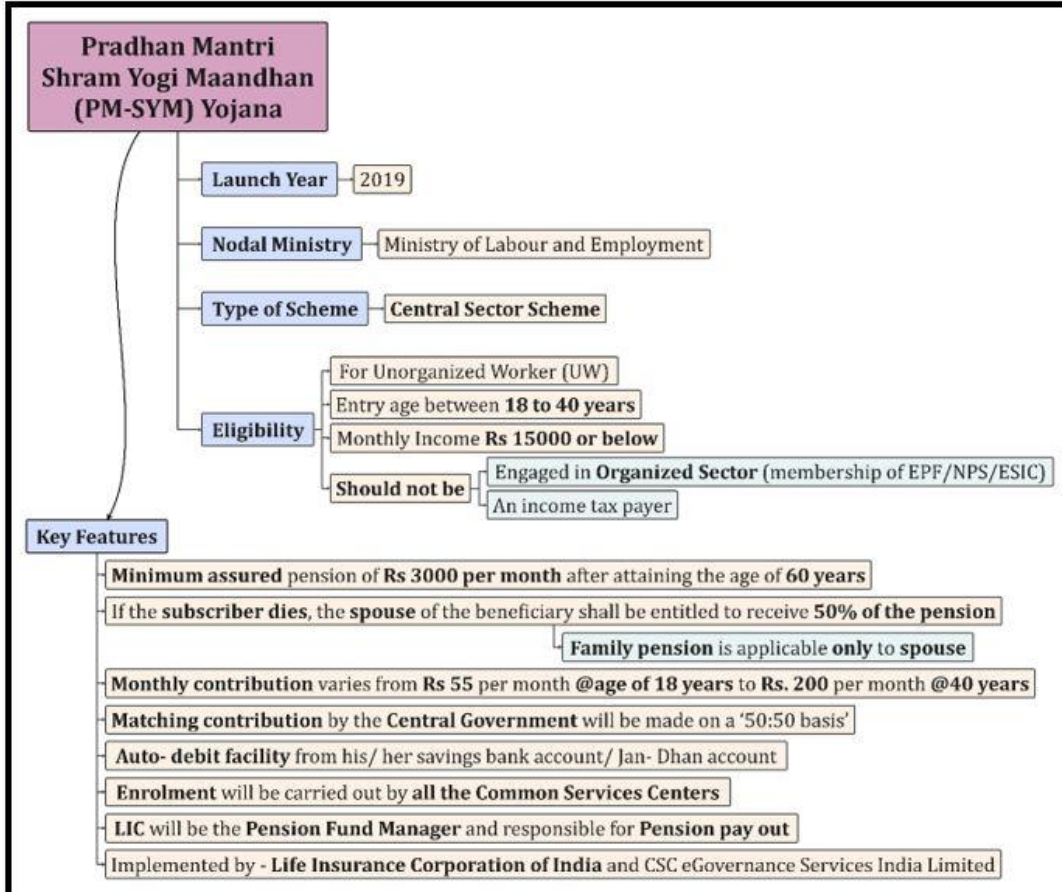 Pradhan Mantri
Shram Yogi Maandhan
(PM-SYM) Yojana
Launch Year
2019
Nodal Ministry
Ministry of Labour and Employment
Type of Scheme
Central Sector Scheme
Eligibility
For Unorganized Worker (UW)
Entry age between 18 to 40 years
Monthly Income Rs 15000 or below
Should not be
Engaged in Organized Sector (membership of EPF/NPS/ESIC)
An income tax payer
Key Features
Minimum assured pension of Rs 3000 per month after attaining the age of 60 years
If the subscriber dies, the spouse of the beneficiary shall be entitled to receive 50% of the pension
Family pension is applicable only to spouse
Monthly contribution varies from Rs 55 per month @age of 18 years to Rs. 200 per month @40 years
Matching contribution by the Central Government will be made on a ‘50:50 basis’
Auto- debit facility from his/ her savings bank account/ Jan- Dhan account
Enrolment will be carried out by all the Common Services Centers
LIC will be the Pension Fund Manager and responsible for Pension pay out
Implemented by - Life Insurance Corporation of India and CSC eGovernance Services India Limited